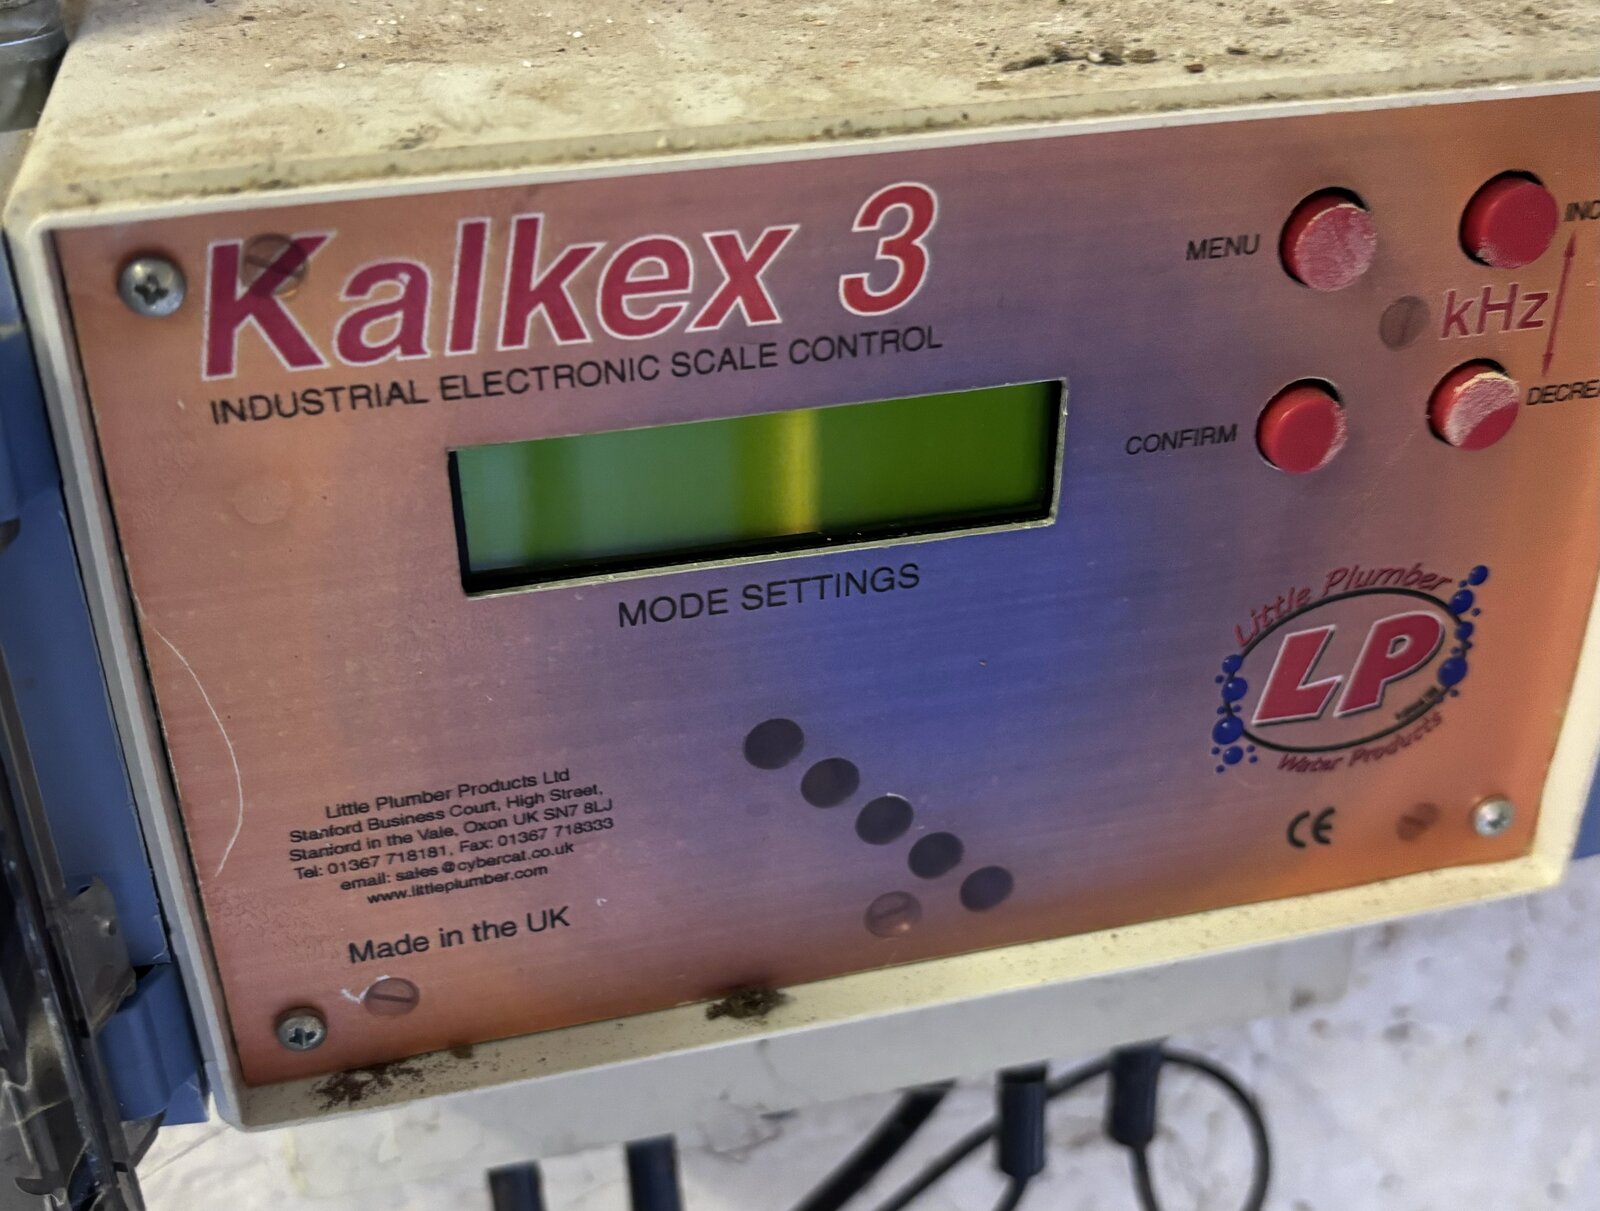 Kalkex 3
INDUSTRIAL ELECTRONIC SCALE CONTROL
MENU
INC
kHz
CONFIRM
DECREA
MODE SETTINGS
Little Plumber
LP
Water Products
Little Plumber Products Ltd
Stanford Business Court, High Street,
Stanford in the Vale, Oxon UK SN7 8LJ
Tel: 01367 718181, Fax: 01367 718333
email: sales@cybercat.co.uk
www.littleplumber.com
Made in the UK
CE